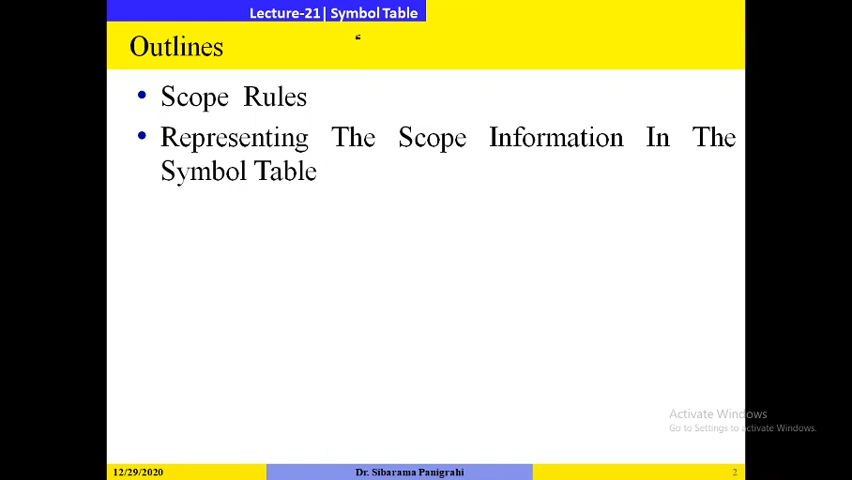 Lecture-21| Symbol Table
Outlines
“
• Scope Rules
• Representing The Scope Information In The
Symbol Table
Activate Windows
Go to Settings to activate Windows.
12/29/2020
Dr. Sibarama Panigrahi
2